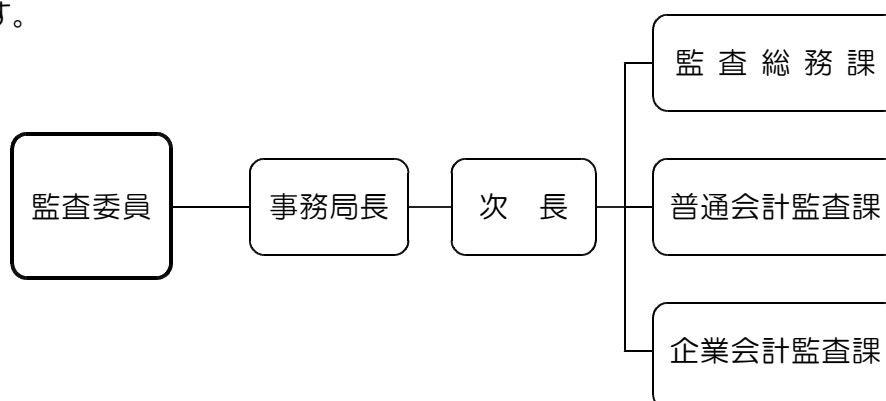 す。
監査総務課
監査委員
事務局長
次　長
普通会計監査課
企業会計監査課